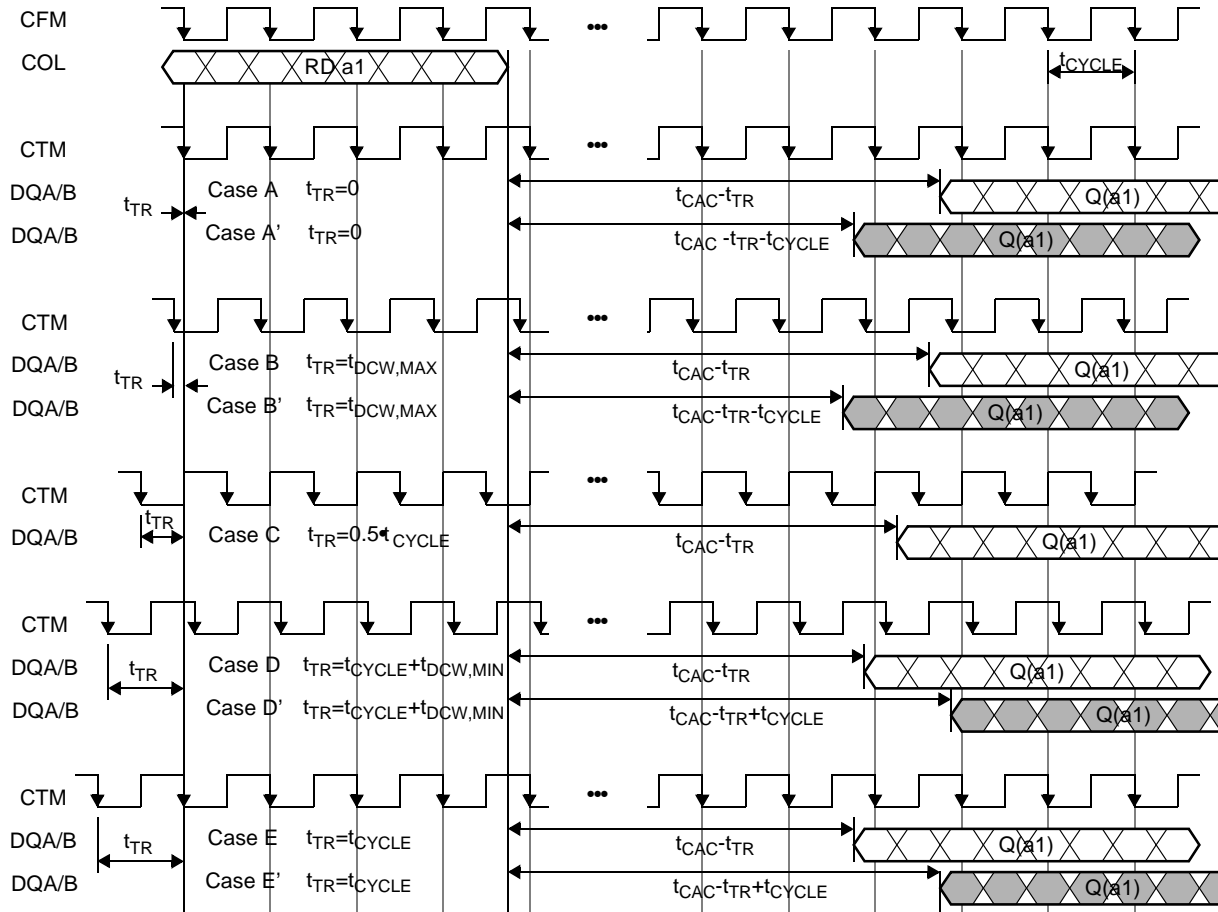 CFM
•••
COL
RD a1
tCYCLE
CTM
•••
DQA/B
Case A tTR=0
tCAC-tTR
Q(a1)
tTR
DQA/B
Case A’ tTR=0
tCAC -tTR-tCYCLE
Q(a1)
CTM
•••
DQA/B
Case B tTR=tDCW,MAX
tCAC-tTR
Q(a1)
tTR
DQA/B
Case B’ tTR=tDCW,MAX
tCAC-tTR-tCYCLE
Q(a1)
CTM
•••
tTR
DQA/B
Case C tTR=0.5•tCYCLE
tCAC-tTR
Q(a1)
CTM
•••
DQA/B
tTR
Case D tTR=tCYCLE+tDCW,MIN
tCAC-tTR
Q(a1)
DQA/B
Case D’ tTR=tCYCLE+tDCW,MIN
tCAC-tTR+tCYCLE
Q(a1)
CTM
•••
DQA/B
tTR
Case E tTR=tCYCLE
tCAC-tTR
Q(a1)
DQA/B
Case E’ tTR=tCYCLE
tCAC-tTR+tCYCLE
Q(a1)